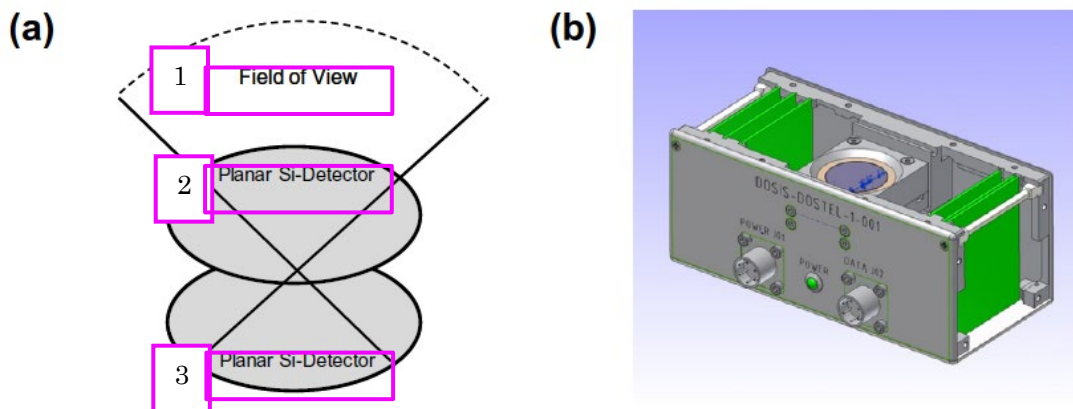 (a)
1
Field of View
2
Planar Si-Detector
3
Planar Si-Detector
(b)
DOSIS-DOSTEL-1-001
POWER J01
POWER
DATA J02